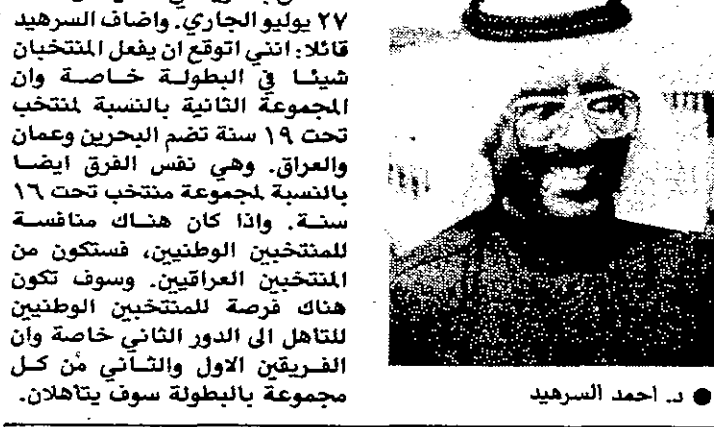 ٢٧ يوليو الجاري. واضاف السرهيد
قائلا: انني اتوقع ان يفعل المنتخبان
شيئا في البطولة خاصة وان
المجموعة الثانية بالنسبة لمنتخب
تحت ١٩ سنة تضم البحرين وعمان
والعراق. وهي نفس الفرق ايضا
بالنسبة لمجموعة منتخب تحت ١٦
سنة. واذا كان هناك منافسة
للمنتخبين الوطنيين، فستكون من
المنتخبين العراقيين. وسوف تكون
هناك فرصة للمنتخبين الوطنيين
للتاهل الى الدور الثاني خاصة وان
الفريقين الاول والثاني من كل
مجموعة بالبطولة سوف يتاهلان.
● د. احمد السرهيد